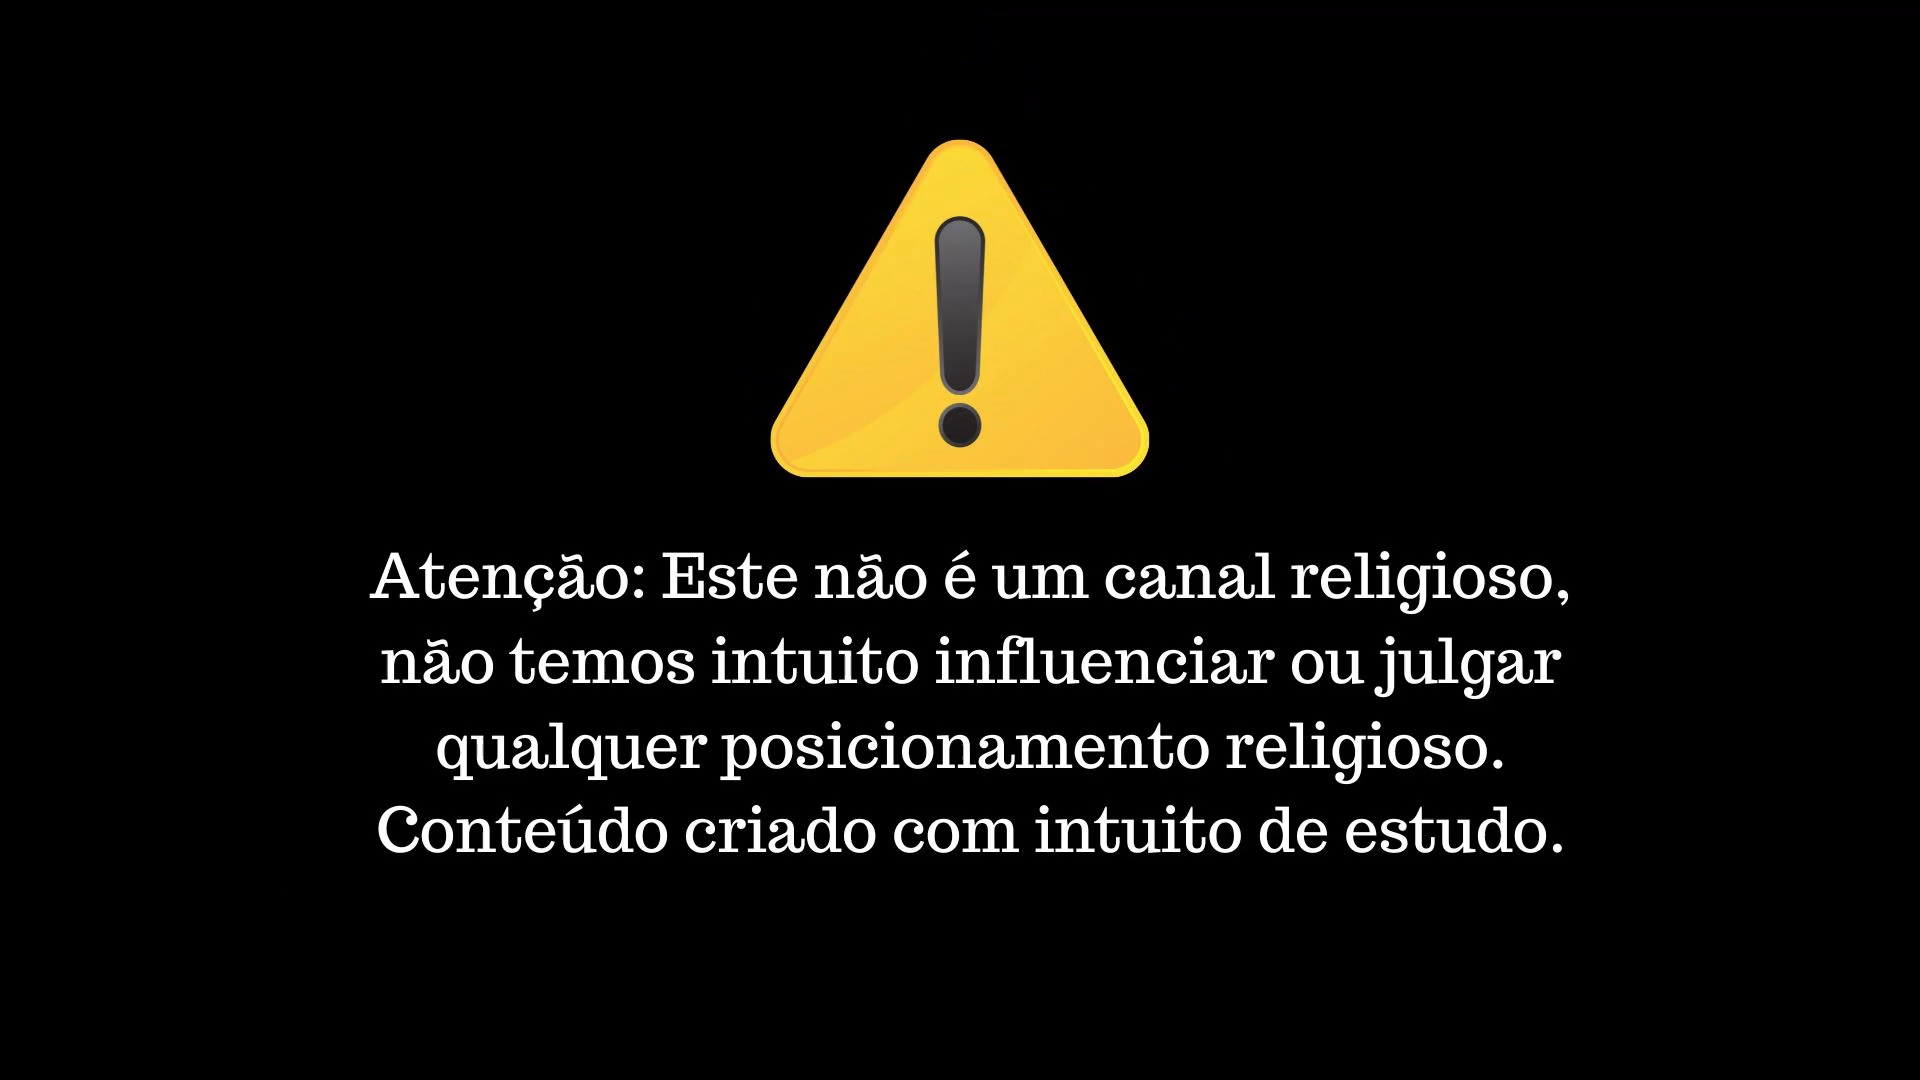 Atenção: Este não é um canal religioso,
não temos intuito influenciar ou julgar
qualquer posicionamento religioso.
Conteúdo criado com intuito de estudo.